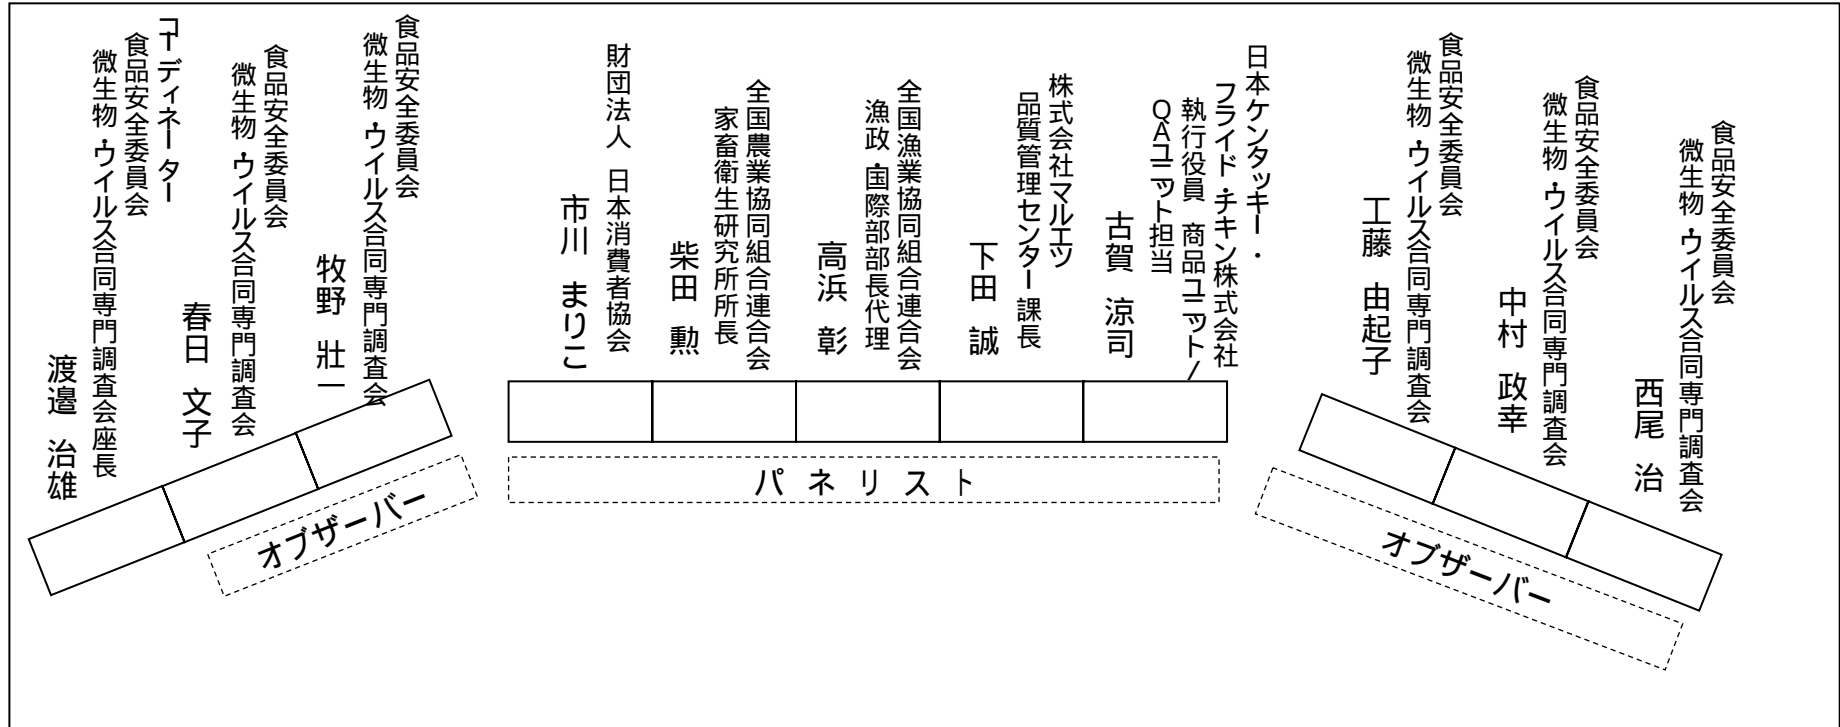 コーディネーター
食品安全委員会
微生物・ウイルス合同専門調査会座長
渡邉 治雄
食品安全委員会
微生物・ウイルス合同専門調査会
春日 文子
食品安全委員会
微生物・ウイルス合同専門調査会
牧野 壯一
オブザーバー
財団法人 日本消費者協会
市川 まりこ
全国農業協同組合連合会
家畜衛生研究所所長
柴田 勲
全国漁業協同組合連合会
漁政・国際部部長代理
高浜 彰
株式会社マルエツ
品質管理センター課長
下田 誠
日本ケンタッキー・
フライド・チキン株式会社
執行役員 商品ユニット/
QAユニット担当
古賀 涼司
パネリスト
食品安全委員会
微生物・ウイルス合同専門調査会
工藤 由起子
食品安全委員会
微生物・ウイルス合同専門調査会
中村 政幸
食品安全委員会
微生物・ウイルス合同専門調査会
西尾 治
オブザーバー